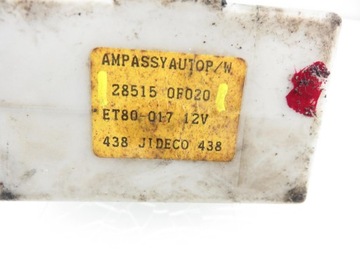 AMPASSYAUTOP/W
28515 0F020
ET80-017 12V
438 JIDECO 438